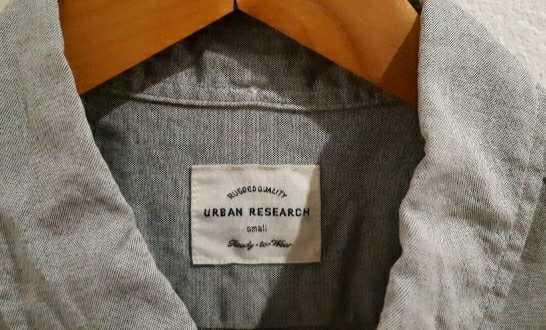 RUGGED QUALITY
URBAN RESEARCH
small
Ready-to-Wear